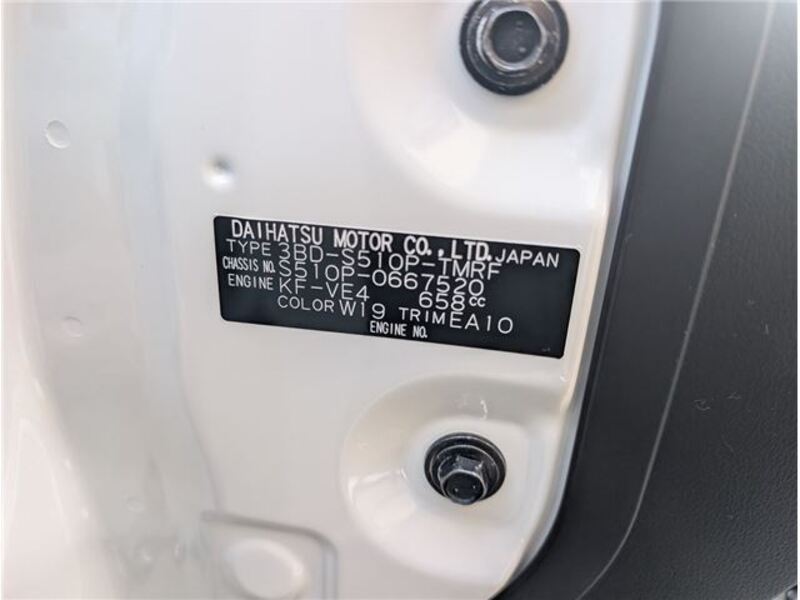 DAIHATSU MOTOR CO., LTD. JAPAN
TYPE 3BD-S510P-TMRF
CHASSIS NO. S510P-0667520
ENGINE KF-VE4 658cc
COLOR W19 TRIM EA10
ENGINE NO.